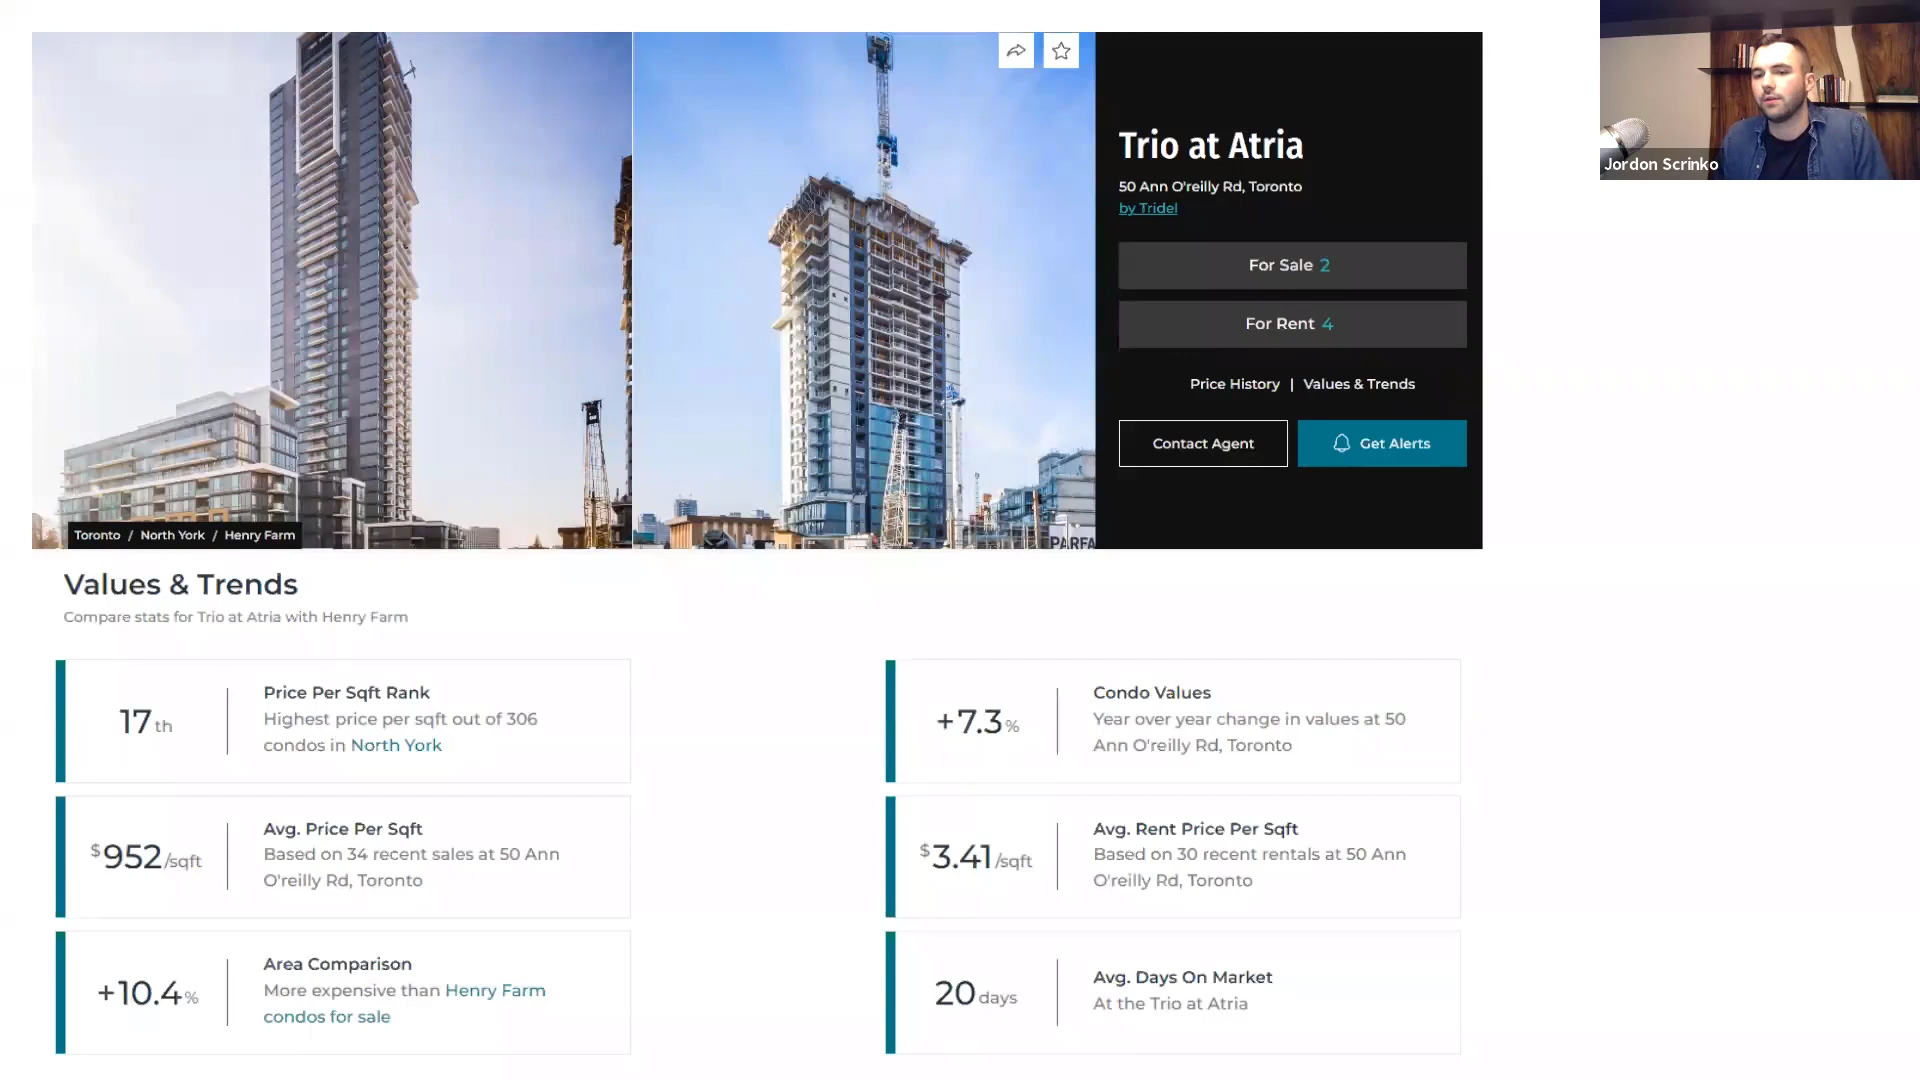 Trio at Atria
50 Ann O'reilly Rd, Toronto
by Tridel
For Sale 2
For Rent 4
Price History | Values & Trends
Contact Agent
Get Alerts
Jordon Scrinko
PARFA
Toronto / North York / Henry Farm
Values & Trends
Compare stats for Trio at Atria with Henry Farm
17th
Price Per Sqft Rank
Highest price per sqft out of 306
condos in North York
+7.3%
Condo Values
Year over year change in values at 50
Ann O'reilly Rd, Toronto
$952/sqft
Avg. Price Per Sqft
Based on 34 recent sales at 50 Ann
O'reilly Rd, Toronto
$3.41/sqft
Avg. Rent Price Per Sqft
Based on 30 recent rentals at 50 Ann
O'reilly Rd, Toronto
+10.4%
Area Comparison
More expensive than Henry Farm
condos for sale
20 days
Avg. Days On Market
At the Trio at Atria